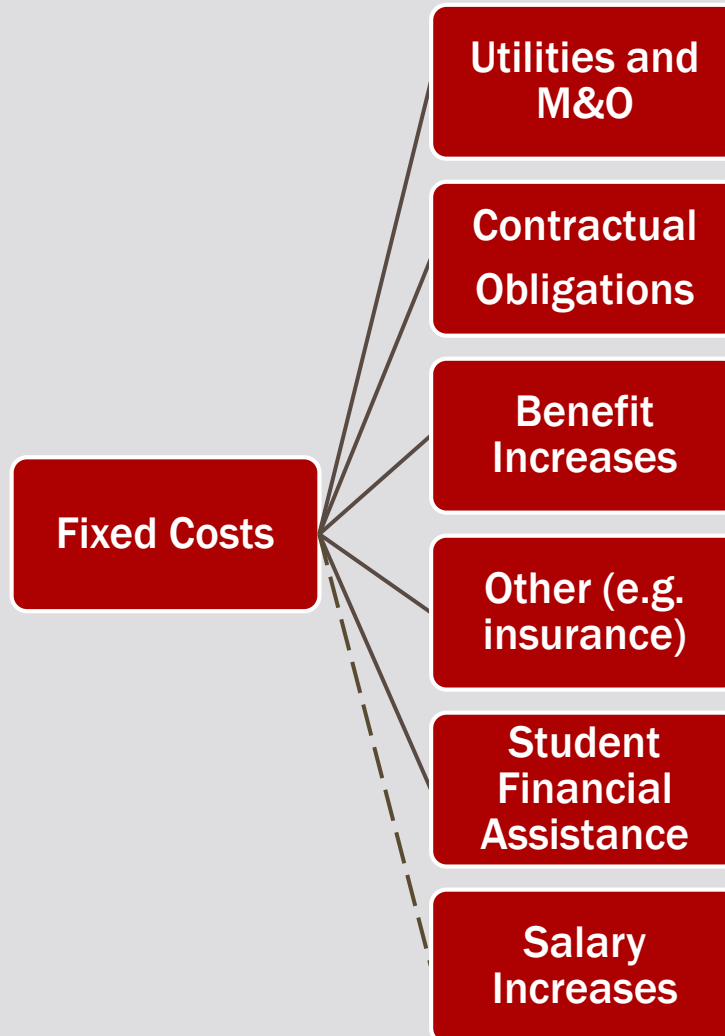 Utilities and
M&O
Contractual
Obligations
Benefit
Increases
Fixed Costs
Other (e.g.
insurance)
Student
Financial
Assistance
Salary
Increases